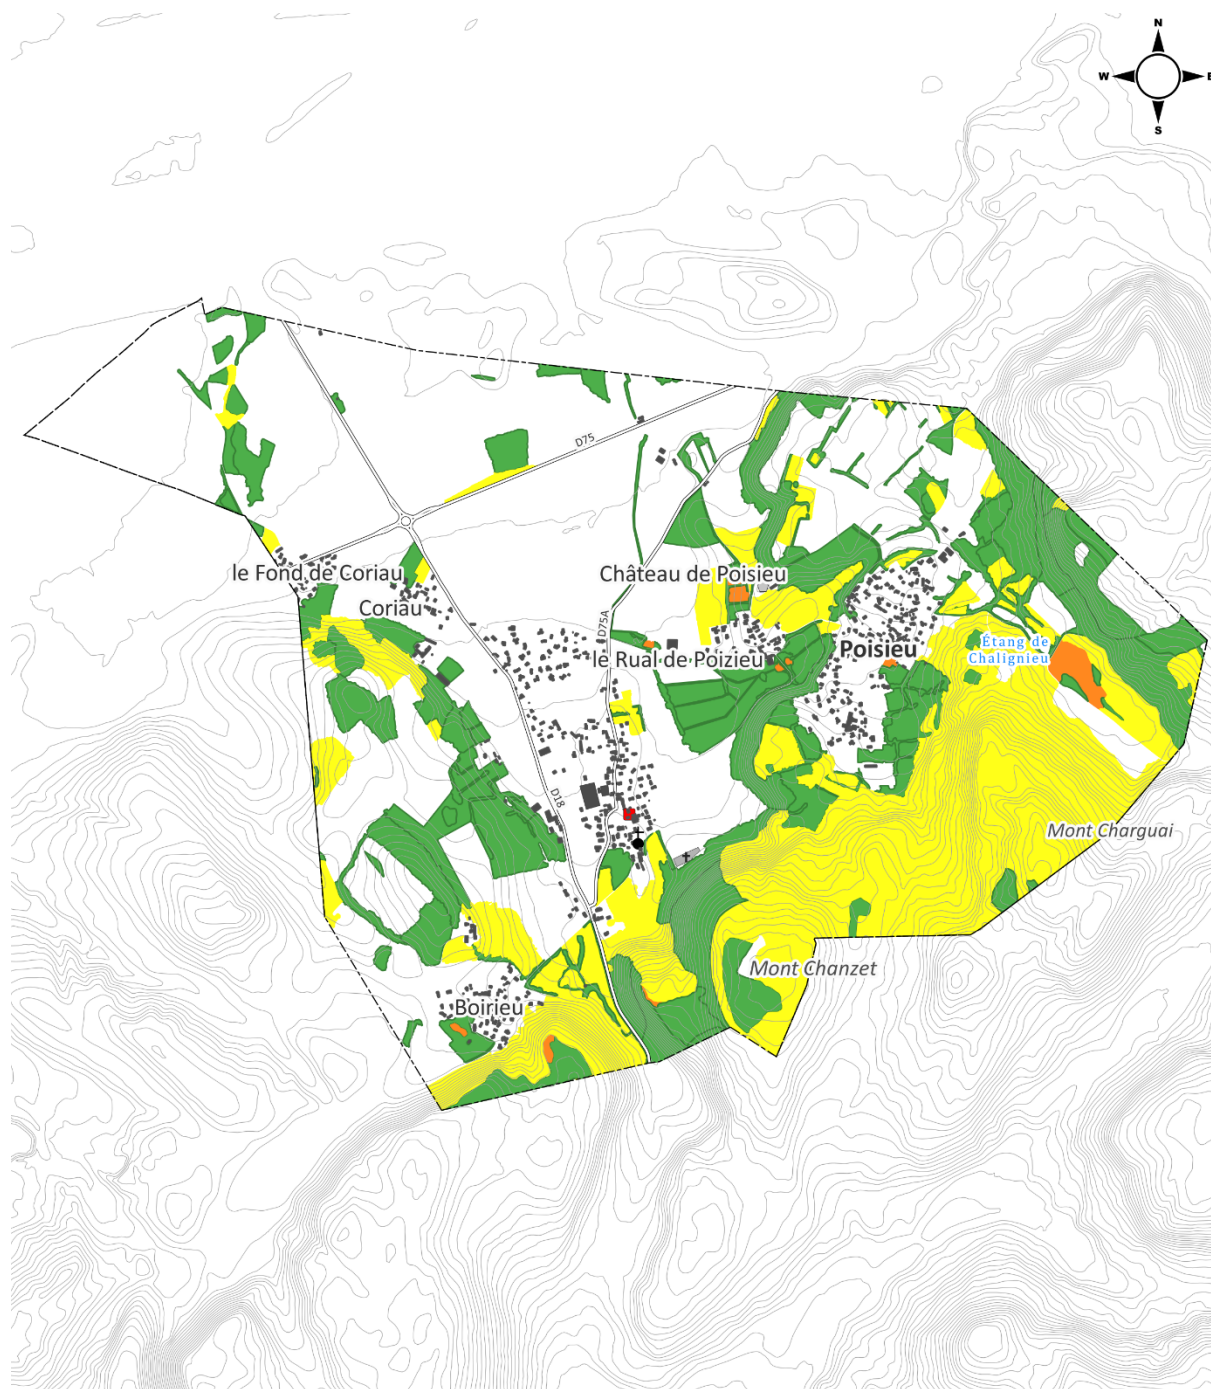 N
W
E
S
D75
le Fond de Coriau
Château de Poisieu
Coriau
D75A
Étang de
Chalignieu
Poisieu
le Rual de Poizieu
D18
Mont Charguai
Mont Chanzet
Boirieu